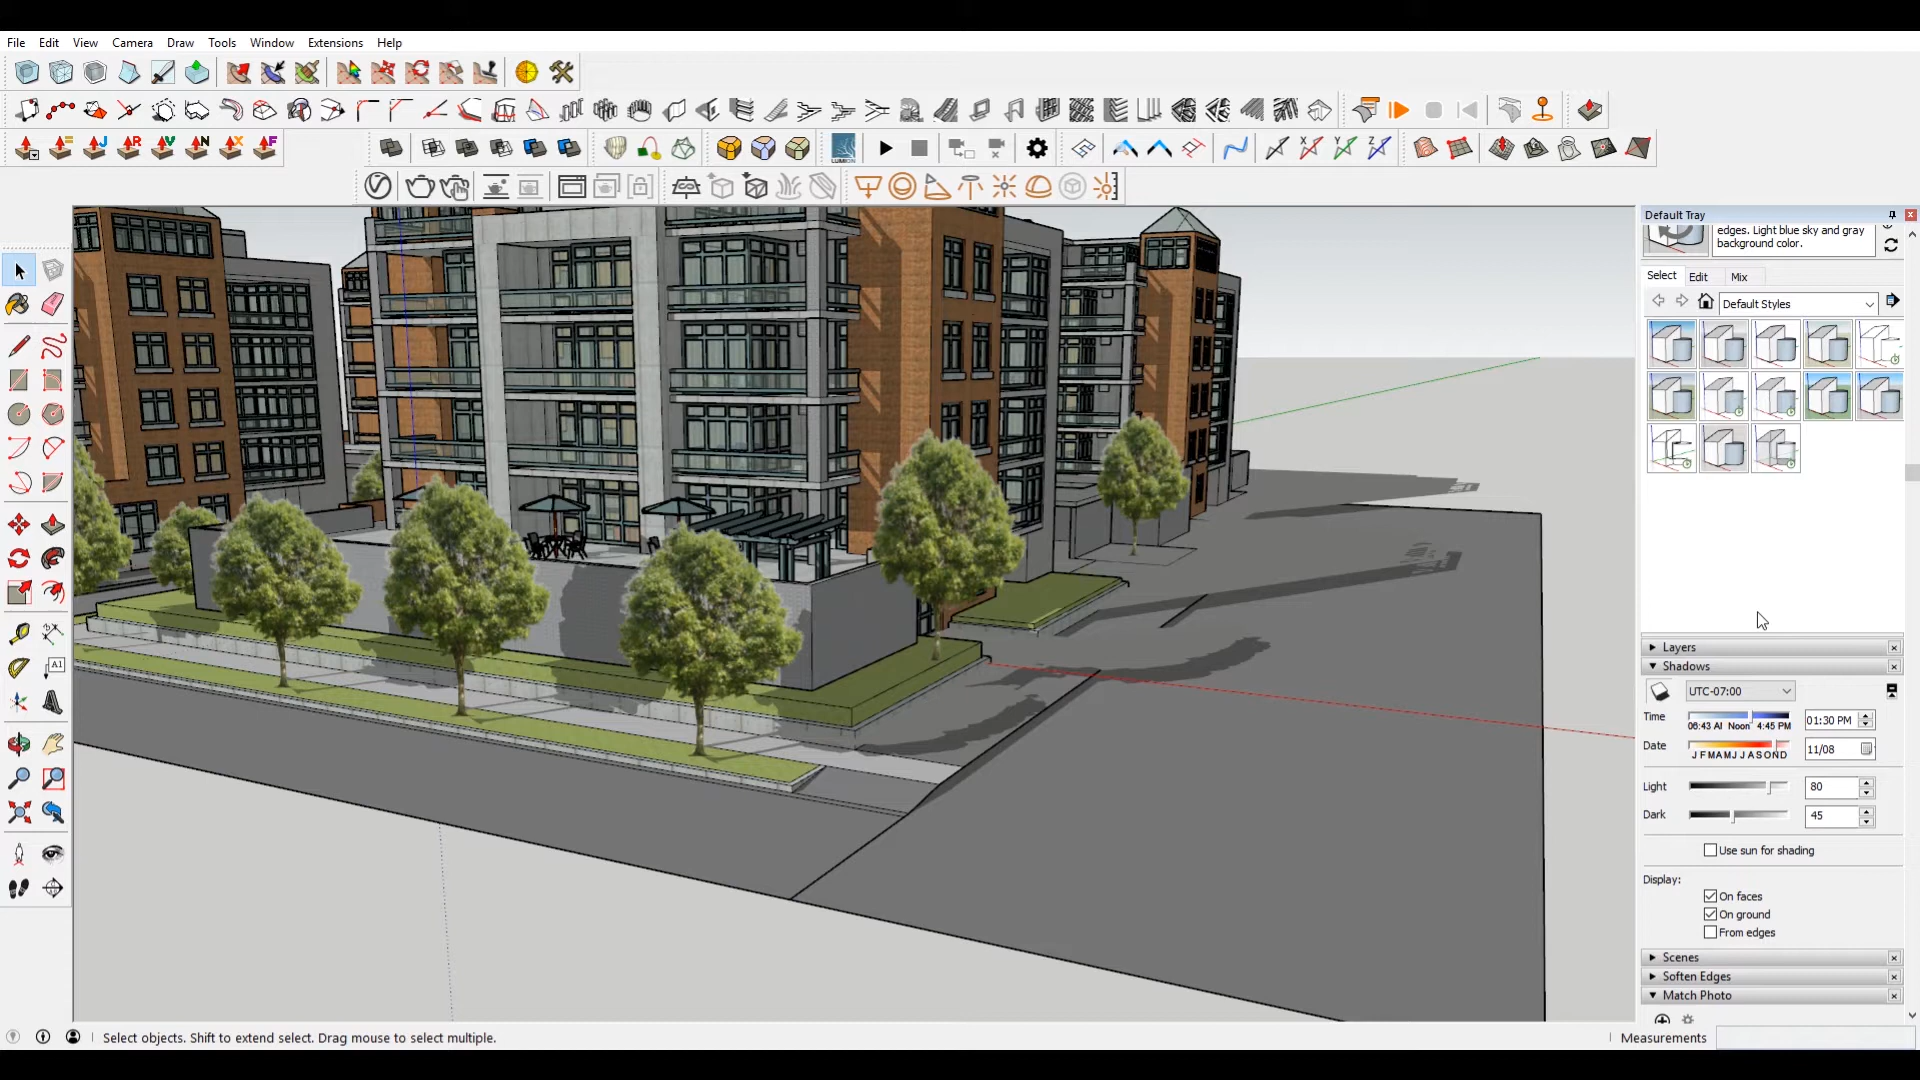 File Edit View Camera Draw Tools Window Extensions Help
Default Tray
edges. Light blue sky and gray
background color.
Select Edit Mix
Default Styles
Layers
Shadows
UTC-07:00
Time
06:43 AI Noon 4:45 PM
01:30 PM
Date
J F M A M J J A S O N D
11/08
Light
80
Dark
45
Use sun for shading
Display:
On faces
On ground
From edges
Scenes
Soften Edges
Match Photo
Select objects. Shift to extend select. Drag mouse to select multiple.
Measurements